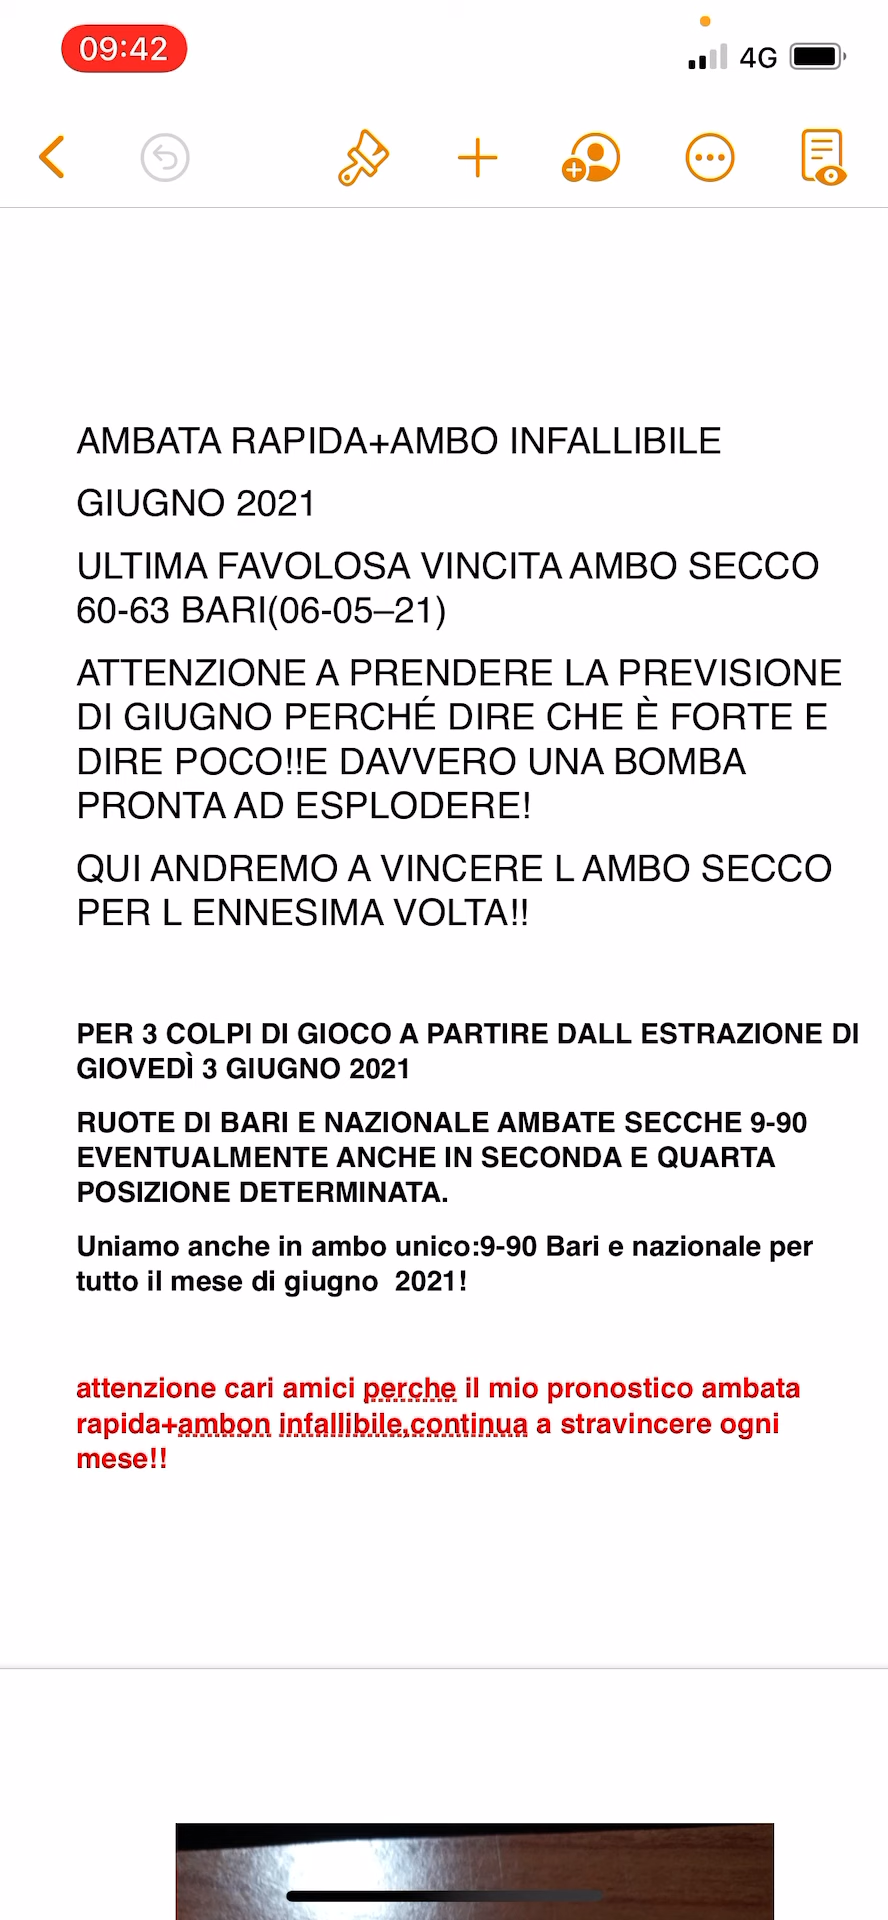 09:42
4G
AMBATA RAPIDA+AMBO INFALLIBILE
GIUGNO 2021
ULTIMA FAVOLOSA VINCITA AMBO SECCO
60-63 BARI(06-05–21)
ATTENZIONE A PRENDERE LA PREVISIONE
DI GIUGNO PERCHÉ DIRE CHE È FORTE E
DIRE POCO!!E DAVVERO UNA BOMBA
PRONTA AD ESPLODERE!
QUI ANDREMO A VINCERE L AMBO SECCO
PER L ENNESIMA VOLTA!!
PER 3 COLPI DI GIOCO A PARTIRE DALL ESTRAZIONE DI
GIOVEDÌ 3 GIUGNO 2021
RUOTE DI BARI E NAZIONALE AMBATE SECCHE 9-90
EVENTUALMENTE ANCHE IN SECONDA E QUARTA
POSIZIONE DETERMINATA.
Uniamo anche in ambo unico:9-90 Bari e nazionale per
tutto il mese di giugno  2021!
attenzione cari amici perche il mio pronostico ambata
rapida+ambon infallibile,continua a stravincere ogni
mese!!